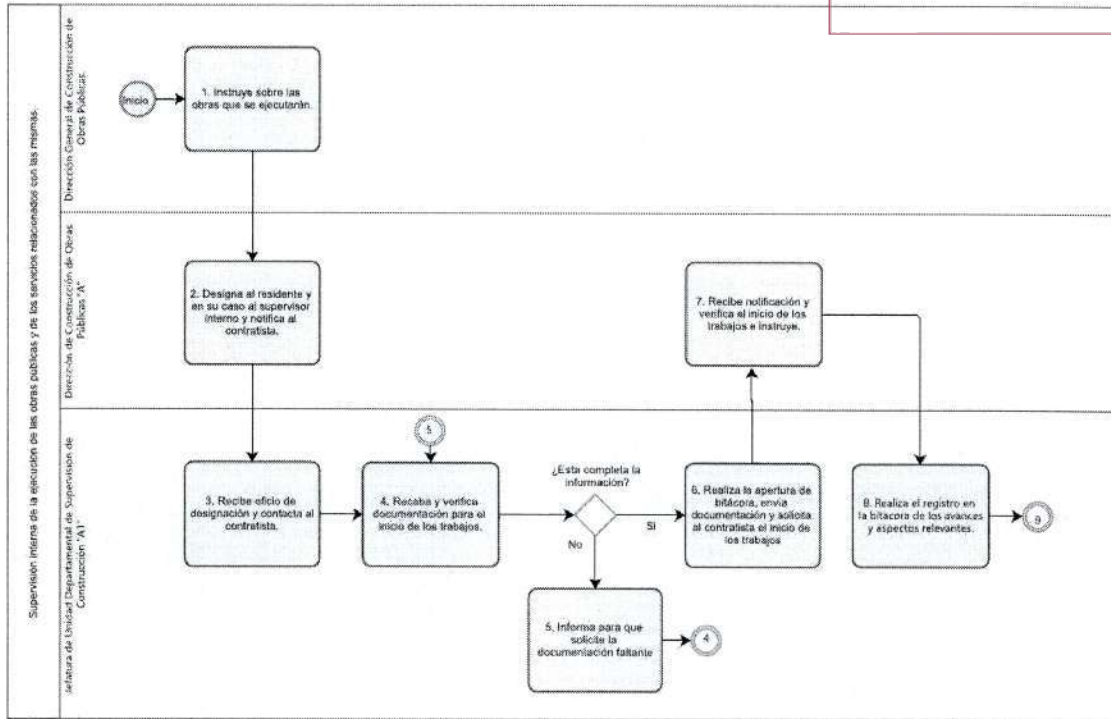 Supervisión interna de la ejecución de las obras públicas y de los servicios relacionados con las mismas.
Dirección General de Construcción de
Obras Públicas.
Inicio
1. Instruye sobre las
obras que se ejecutarán.
Dirección de Construcción de Obras
Públicas "A"
2. Designa al residente y
en su caso al supervisor
interno y notifica al
contratista.
7. Recibe notificación y
verifica el inicio de los
trabajos e instruye.
Jefatura de Unidad Departamental de Supervisión de
Construcción "A1"
3. Recibe oficio de
designación y contacta al
contratista.
5
4. Recaba y verifica
documentación para el
inicio de los trabajos.
¿Esta completa la
información?
Si
No
6. Realiza la apertura de
bitácora, envía
documentación y solicita
al contratista el inicio de
los trabajos
8. Realiza el registro en
la bitácora de los avances
y aspectos relevantes.
9
5. Informa para que
solicite la
documentación faltante
4